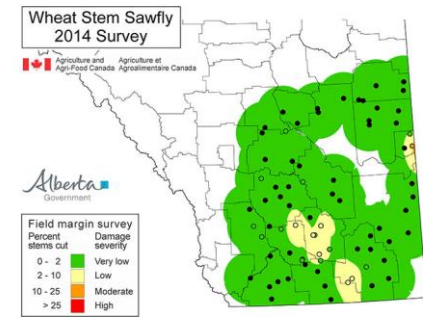 Wheat Stem Sawfly
2014 Survey
Agriculture and
Agri-Food Canada
Agriculture et
Agroalimentaire Canada
Alberta
Government
Field margin survey
Percent stems cut
Damage severity
0 - 2 Very low
2 - 10 Low
10 - 25 Moderate
> 25 High